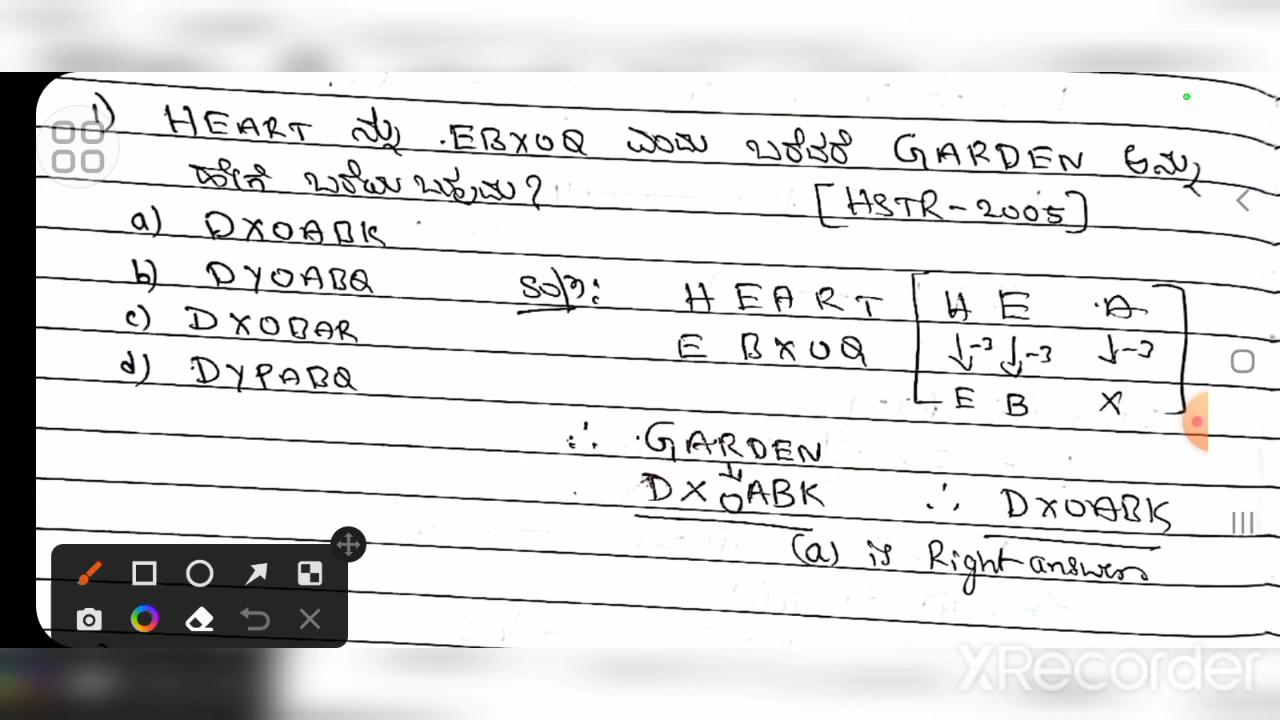 1) HEART ನ್ನು EBXOQ ಎಂದು ಬರೆದರೆ GARDEN ಅನ್ನು
ಹೇಗೆ ಬರೆಯಬಹುದು?
[HSTR-2005]
a) DXOABK
b) DYOABQ
c) DXOBAR
d) DYPABQ
Soln: HEART
EBXOQ
H E A
↓-3 ↓-3 ↓-3
E B X
∴ GARDEN
↓
DXOABK ∴ DXOABK
(a) is Right answer
XRecorder